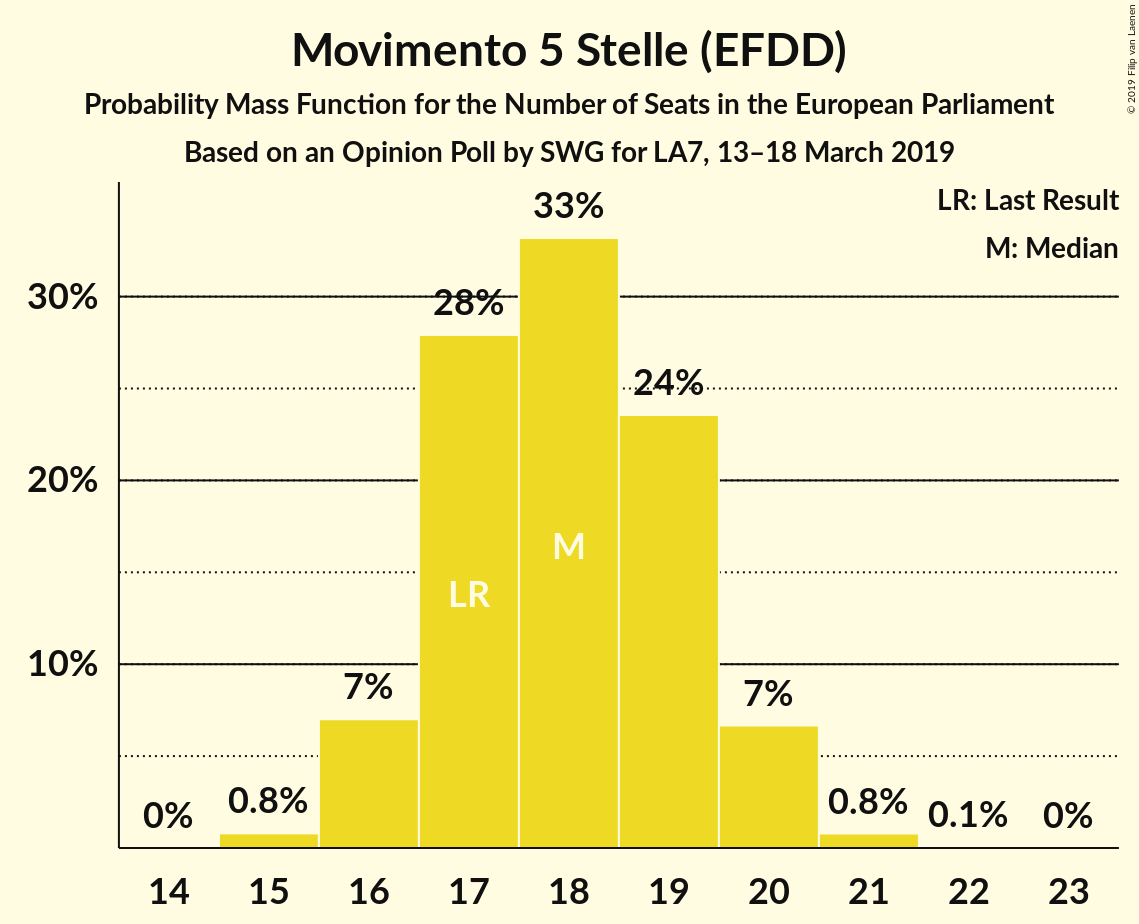 Movimento 5 Stelle (EFDD)
Probability Mass Function for the Number of Seats in the European Parliament
Based on an Opinion Poll by SWG for LA7, 13–18 March 2019
© 2019 Filip van Laenen
LR: Last Result
M: Median
30%
20%
10%
0%
0.8%
7%
28%
33%
24%
7%
0.8%
0.1%
0%
LR
M
14 15 16 17 18 19 20 21 22 23